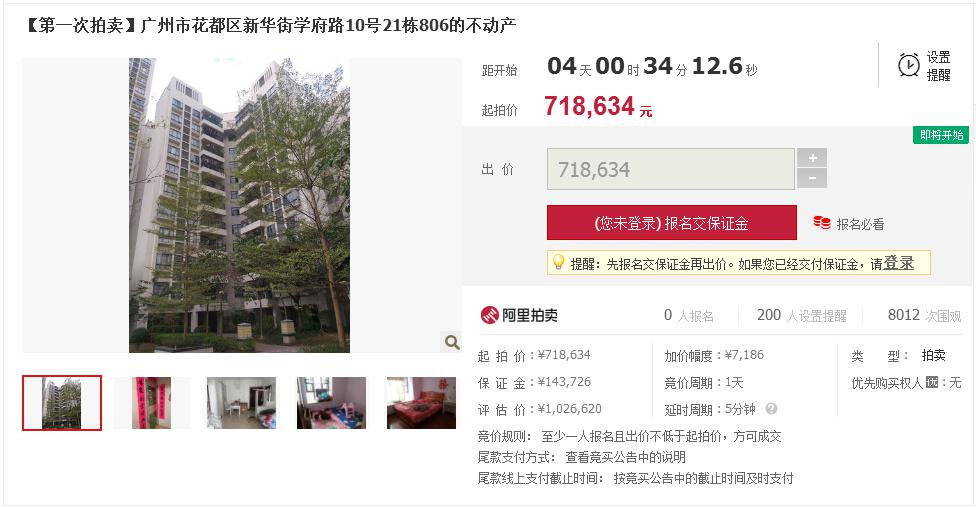 【第一次拍卖】广州市花都区新华街学府路10号21栋806的不动产
距开始 04 天 00 时 34 分 12.6 秒
设置提醒
起拍价 718,634 元
即将开始
出 价 718,634 + −
(您未登录) 报名交保证金
报名必看
提醒：先报名交保证金再出价。如果您已经交付保证金，请登录
阿里拍卖
0 人报名 200 人设置提醒 8012 次围观
起 拍 价 : ¥718,634 加价幅度 : ¥7,186 类 型： 拍卖
保 证 金 : ¥143,726 竞价周期 : 1天 优先购买权人优 : 无
评 估 价 : ¥1,026,620 延时周期 : 5分钟 ?
竞价规则： 至少一人报名且出价不低于起拍价，方可成交
尾款支付方式： 查看竞买公告中的说明
尾款线上支付截止时间： 按竞买公告中的截止时间及时支付